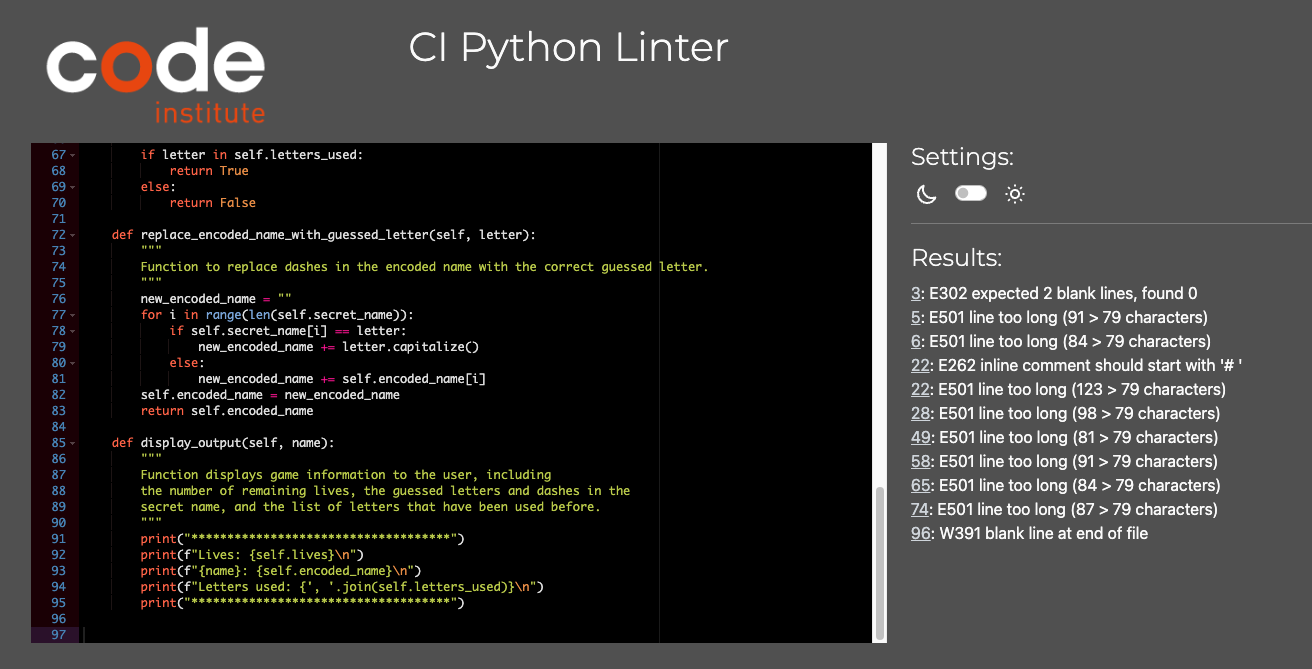 code
institute
CI Python Linter
67 if letter in self.letters_used:
68 return True
69 else:
70 return False
71
72 def replace_encoded_name_with_guessed_letter(self, letter):
73 """
74 Function to replace dashes in the encoded name with the correct guessed letter.
75 """
76 new_encoded_name = ""
77 for i in range(len(self.secret_name)):
78 if self.secret_name[i] == letter:
79 new_encoded_name += letter.capitalize()
80 else:
81 new_encoded_name += self.encoded_name[i]
82 self.encoded_name = new_encoded_name
83 return self.encoded_name
84
85 def display_output(self, name):
86 """
87 Function displays game information to the user, including
88 the number of remaining lives, the guessed letters and dashes in the
89 secret name, and the list of letters that have been used before.
90 """
91 print("************************************")
92 print(f"Lives: {self.lives}\n")
93 print(f"{name}: {self.encoded_name}\n")
94 print(f"Letters used: {', '.join(self.letters_used)}\n")
95 print("************************************")
96
97
Settings:
Results:
3: E302 expected 2 blank lines, found 0
5: E501 line too long (91 > 79 characters)
6: E501 line too long (84 > 79 characters)
22: E262 inline comment should start with '# '
22: E501 line too long (123 > 79 characters)
28: E501 line too long (98 > 79 characters)
49: E501 line too long (81 > 79 characters)
58: E501 line too long (91 > 79 characters)
65: E501 line too long (84 > 79 characters)
74: E501 line too long (87 > 79 characters)
96: W391 blank line at end of file